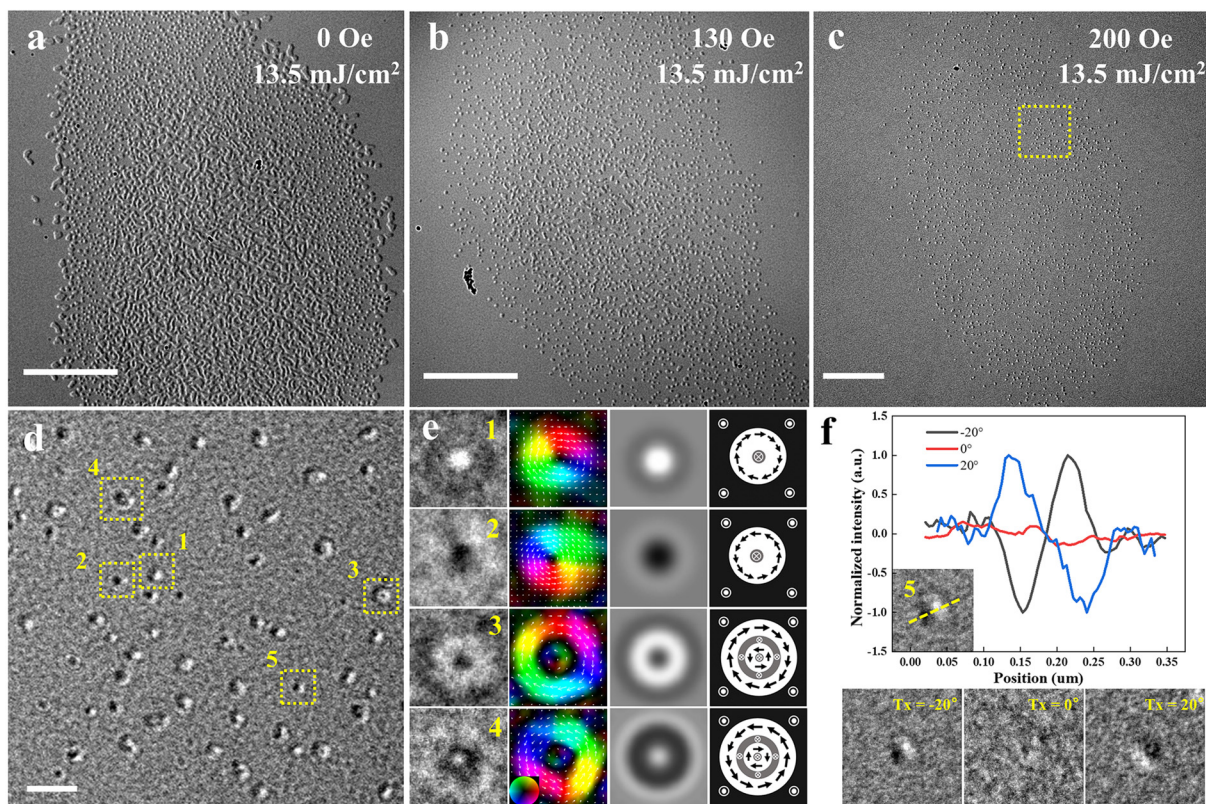 a
0 Oe
13.5 mJ/cm²
b
130 Oe
13.5 mJ/cm²
c
200 Oe
13.5 mJ/cm²
d
4
2
1
3
5
e
1
2
3
4
f
1.5
1.0
0.5
0.0
-0.5
-1.0
-1.5
Normalized intensity (a.u.)
-20°
0°
20°
5
0.00 0.05 0.10 0.15 0.20 0.25 0.30 0.35
Position (um)
Tx = -20°
Tx = 0°
Tx = 20°